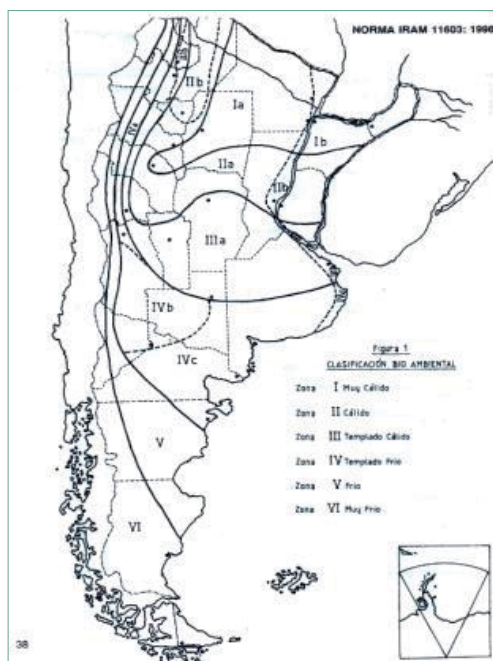 NORMA IRAM 11603: 1996
IIb
Ia
Ib
IIa
IIb
IIIa
IVb
IVc
V
VI
Figura 1
CLASIFICACIÓN BIO AMBIENTAL
Zona I Muy Cálido
Zona II Cálido
Zona III Templado Cálido
Zona IV Templado Frío
Zona V Frío
Zona VI Muy Frío
38